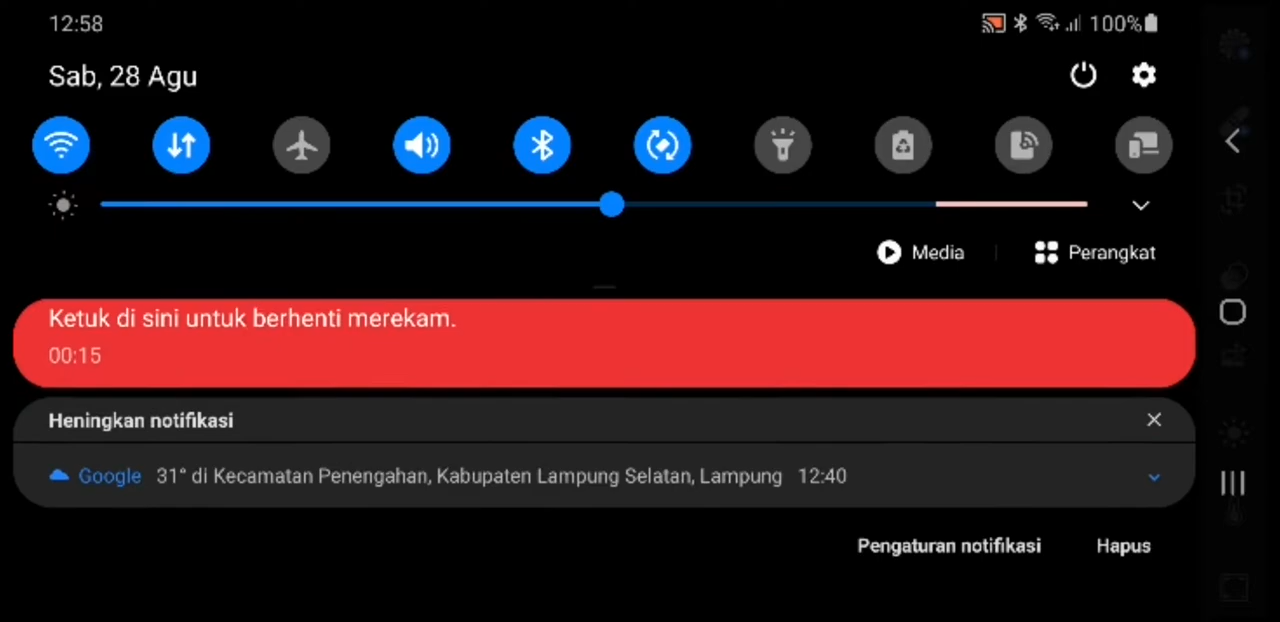 12:58
100%
Sab, 28 Agu
Media
Perangkat
Ketuk di sini untuk berhenti merekam.
00:15
Heningkan notifikasi
Google 31° di Kecamatan Penengahan, Kabupaten Lampung Selatan, Lampung 12:40
Pengaturan notifikasi
Hapus